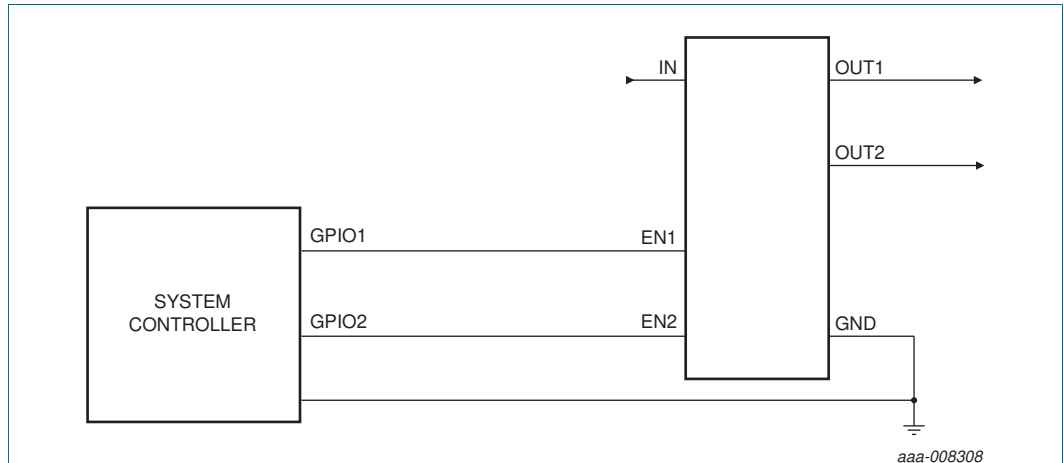 IN
OUT1
OUT2
GPIO1
EN1
SYSTEM
CONTROLLER
GPIO2
EN2
GND
aaa-008308